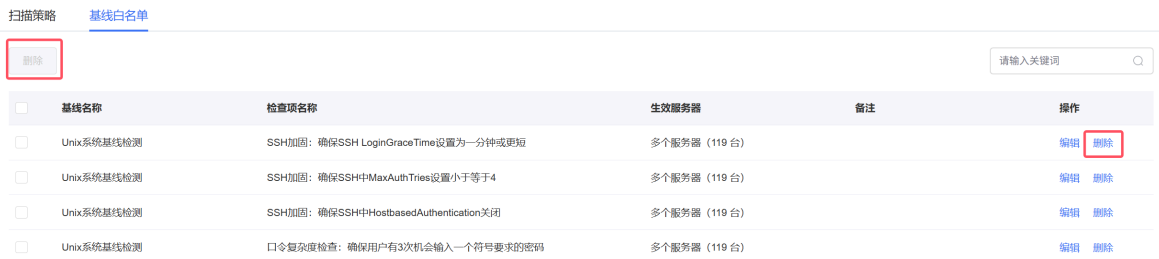 扫描策略 基线白名单
删除 请输入关键词
基线名称 检查项名称 生效服务器 备注 操作
Unix系统基线检测 SSH加固：确保SSH LoginGraceTime设置为一分钟或更短 多个服务器（119 台） 编辑 删除
Unix系统基线检测 SSH加固：确保SSH中MaxAuthTries设置小于等于4 多个服务器（119 台） 编辑 删除
Unix系统基线检测 SSH加固：确保SSH中HostbasedAuthentication关闭 多个服务器（119 台） 编辑 删除
Unix系统基线检测 口令复杂度检查：确保用户有3次机会输入一个符号要求的密码 多个服务器（119 台） 编辑 删除